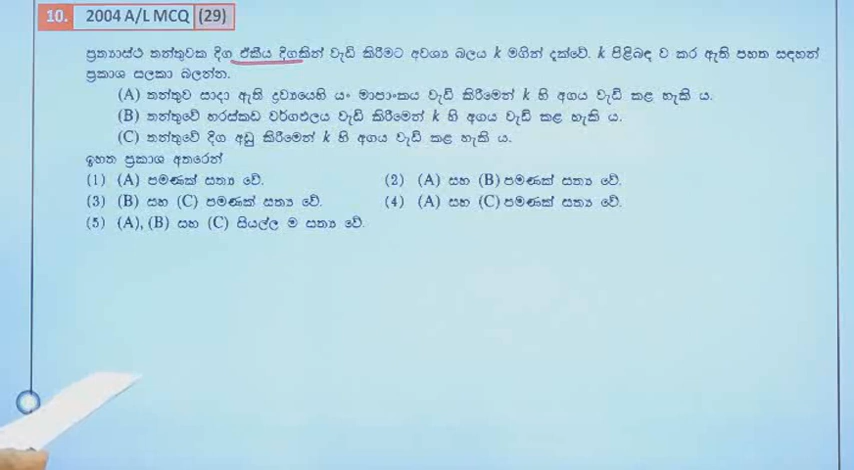 10. 2004 A/L MCQ (29)
ප්‍රත්‍යාස්ථ තන්තුවක දිග ඒකීය දිගකින් වැඩි කිරීමට අවශ්‍ය බලය k මගින් දැක්වේ. k පිළිබඳ ව කර ඇති පහත සඳහන්
ප්‍රකාශ සලකා බලන්න.
(A) තන්තුව සාදා ඇති ද්‍රව්‍යයෙහි යං මාපාංකය වැඩි කිරීමෙන් k හි අගය වැඩි කළ හැකි ය.
(B) තන්තුවේ හරස්කඩ වර්ගඵලය වැඩි කිරීමෙන් k හි අගය වැඩි කළ හැකි ය.
(C) තන්තුවේ දිග අඩු කිරීමෙන් k හි අගය වැඩි කළ හැකි ය.
ඉහත ප්‍රකාශ අතරෙන්
(1) (A) පමණක් සත්‍ය වේ. (2) (A) සහ (B) පමණක් සත්‍ය වේ.
(3) (B) සහ (C) පමණක් සත්‍ය වේ. (4) (A) සහ (C) පමණක් සත්‍ය වේ.
(5) (A), (B) සහ (C) සියල්ල ම සත්‍ය වේ.